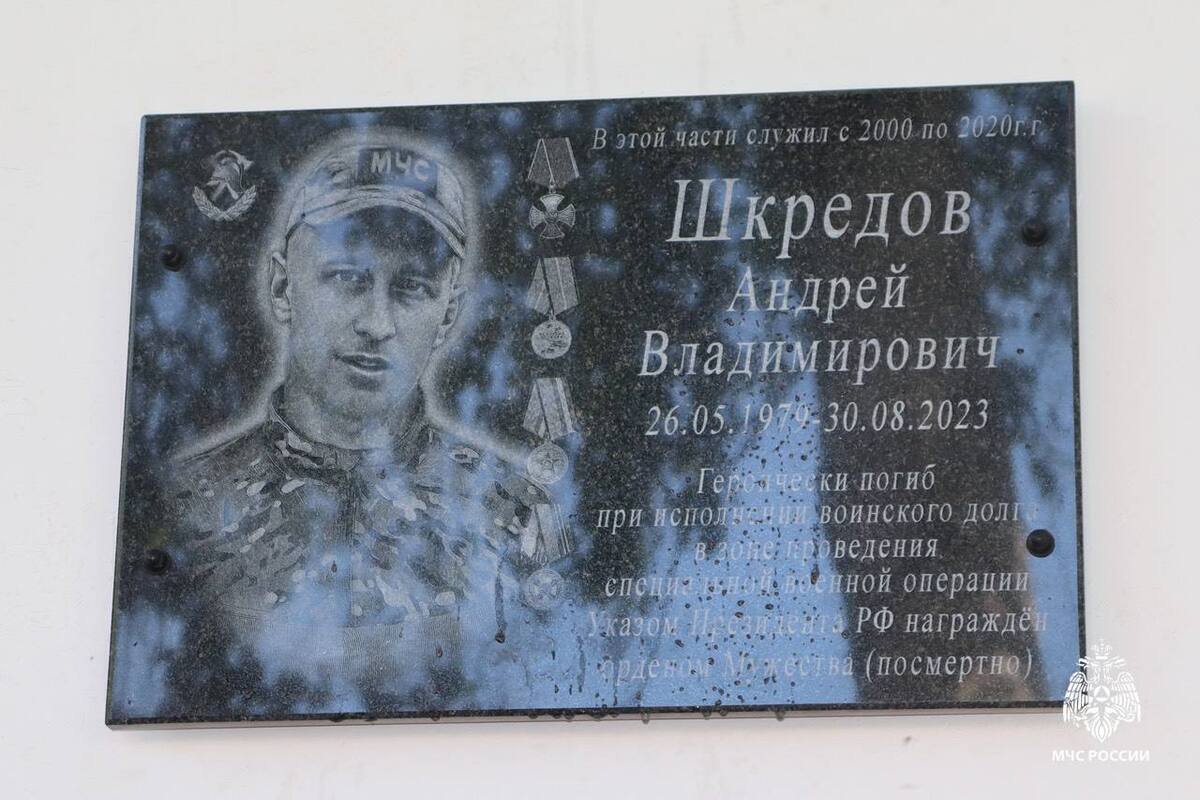 МЧС
В этой части служил с 2000 по 2020г.г
Шкредов
Андрей
Владимирович
26.05.1979-30.08.2023
Героически погиб
при исполнении воинского долга
в зоне проведения
специальной военной операции
Указом Президента РФ награждён
орденом Мужества (посмертно)
МЧС РОССИИ